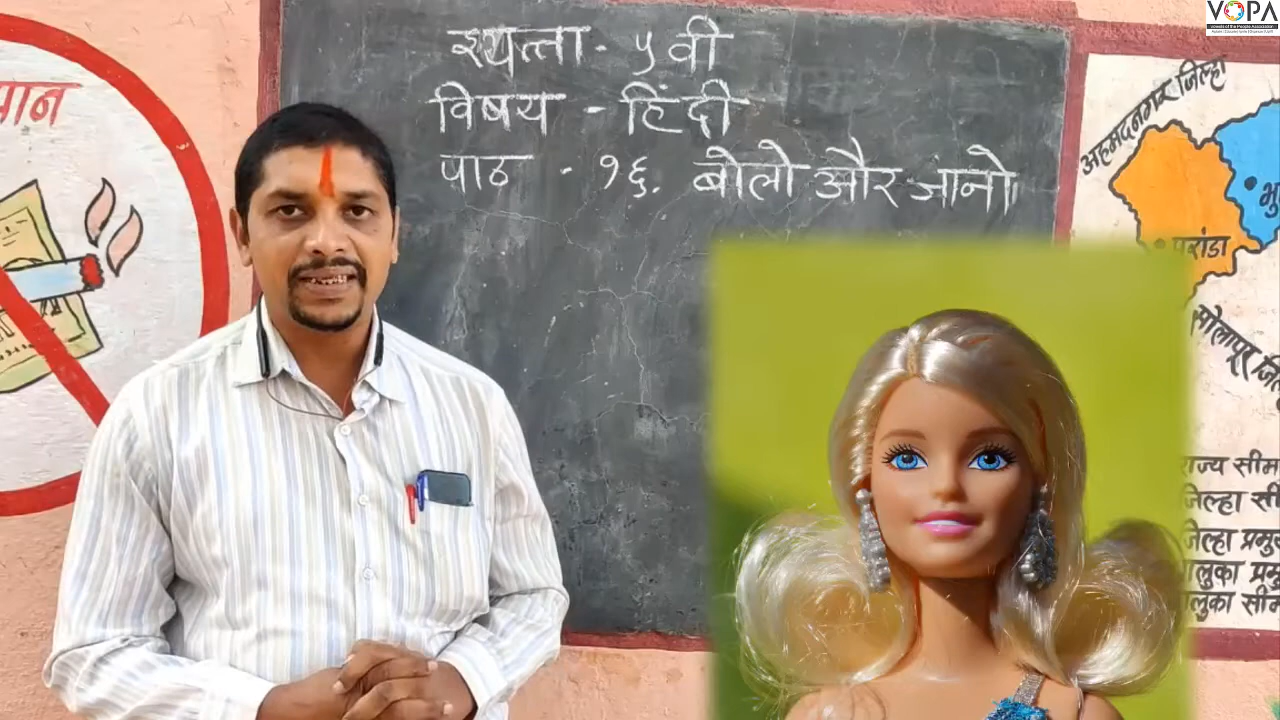 इयत्ता - ५ वी
विषय - हिंदी
पाठ - १६. बोलो और जानो।
VOPA
अहमदनगर जिल्हा
परांडा
भु
सोलापूर जिल
राज्य सीमा
जिल्हा सी
जिल्हा प्रमु
तालुका प्रमु
तालुका सीम
मान